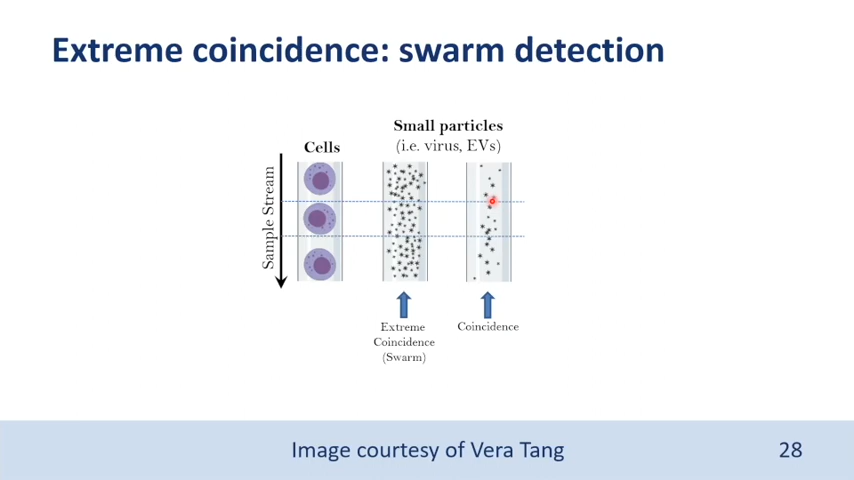 Extreme coincidence: swarm detection
Small particles
(i.e. virus, EVs)
Cells
Sample Stream
Extreme
Coincidence
(Swarm)
Coincidence
Image courtesy of Vera Tang
28